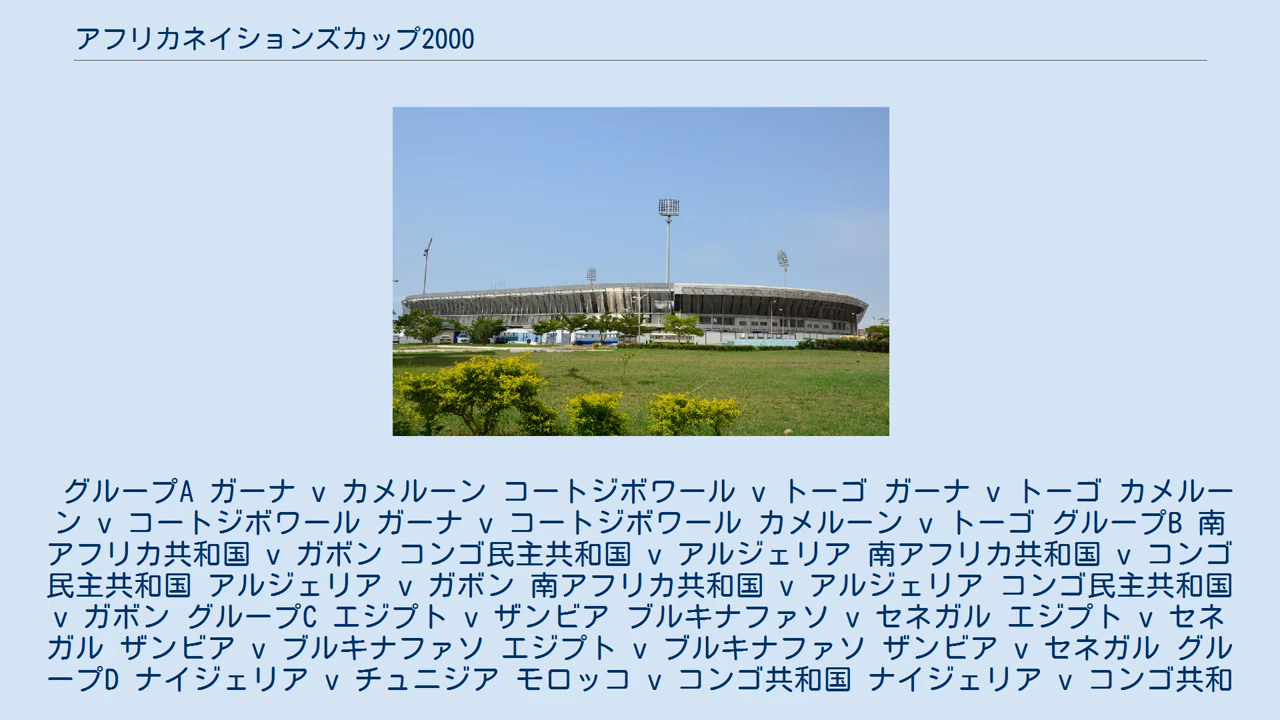 アフリカネイションズカップ2000
グループA ガーナ v カメルーン コートジボワール v トーゴ ガーナ v トーゴ カメルー
ン v コートジボワール ガーナ v コートジボワール カメルーン v トーゴ グループB 南
アフリカ共和国 v ガボン コンゴ民主共和国 v アルジェリア 南アフリカ共和国 v コンゴ
民主共和国 アルジェリア v ガボン 南アフリカ共和国 v アルジェリア コンゴ民主共和国
v ガボン グループC エジプト v ザンビア ブルキナファソ v セネガル エジプト v セネ
ガル ザンビア v ブルキナファソ エジプト v ブルキナファソ ザンビア v セネガル グル
ープD ナイジェリア v チュニジア モロッコ v コンゴ共和国 ナイジェリア v コンゴ共和